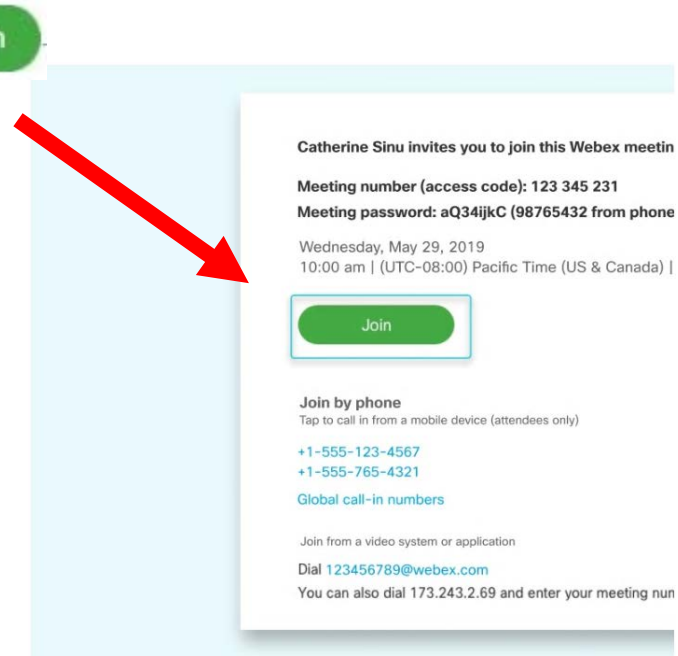 Catherine Sinu invites you to join this Webex meetin
Meeting number (access code): 123 345 231
Meeting password: aQ34ijkC (98765432 from phone
Wednesday, May 29, 2019
10:00 am | (UTC-08:00) Pacific Time (US & Canada) |
Join
Join by phone
Tap to call in from a mobile device (attendees only)
+1-555-123-4567
+1-555-765-4321
Global call-in numbers
Join from a video system or application
Dial 123456789@webex.com
You can also dial 173.243.2.69 and enter your meeting num